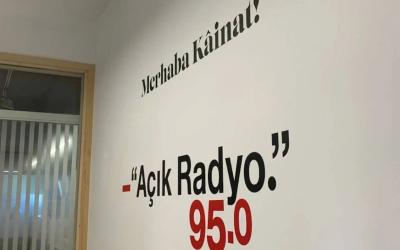 Merhaba Kâinat!
–“Açık Radyo.”
95.0